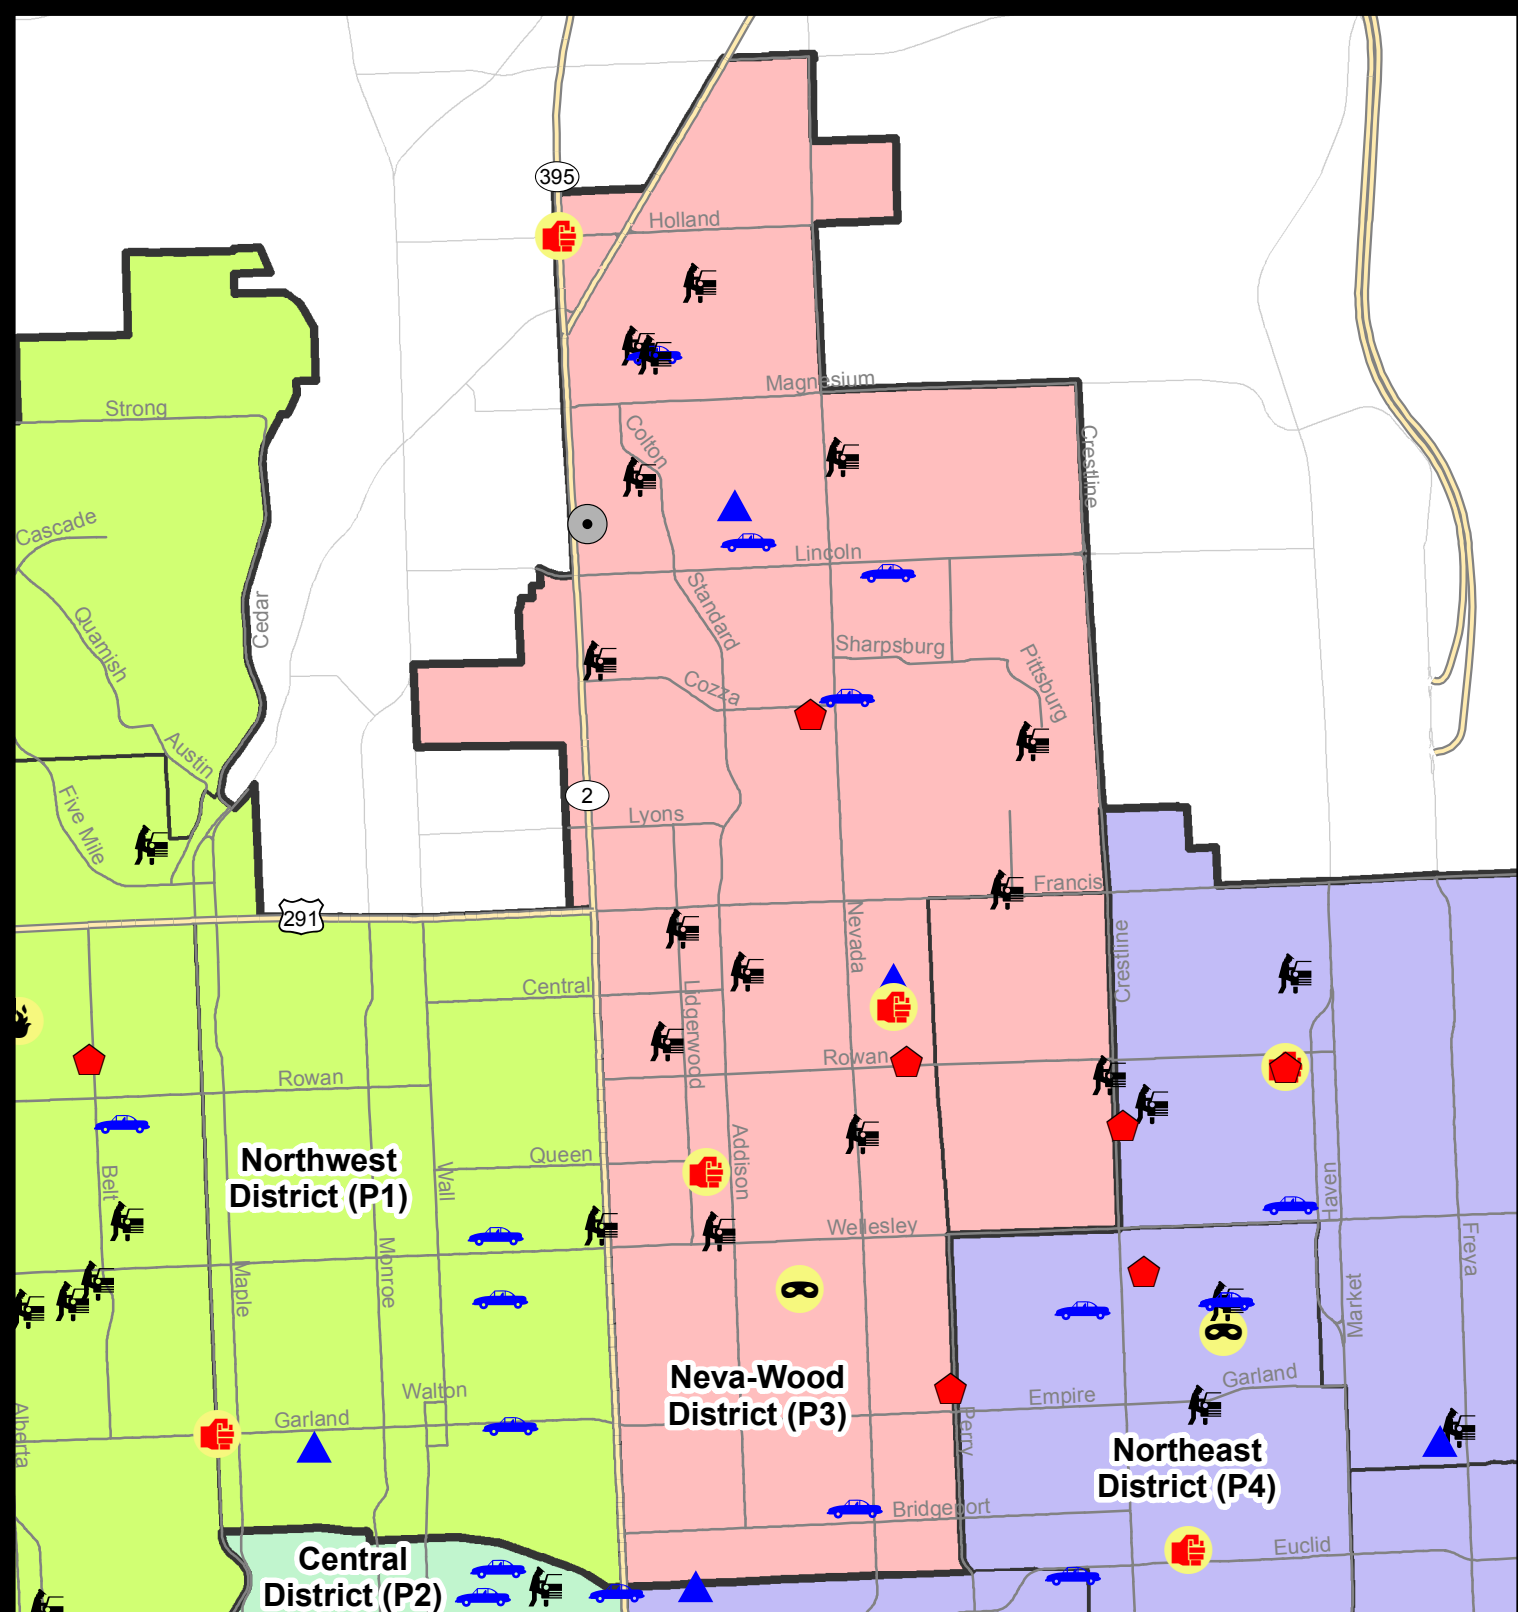 395
Holland
Magnesium
Strong
Colton
Crestline
Cascade
Lincoln
Standard
Cedar
Quamish
Sharpsburg
Pittsburg
Cozza
Austin
Five Mile
2
Lyons
Francis
291
Nevada
Crestline
Central
Lidgerwood
Rowan
Rowan
Northwest
District (P1)
Queen
Addison
Belt
Wall
Haven
Wellesley
Freya
Monroe
Maple
Market
Neva-Wood
District (P3)
Walton
Garland
Empire
Garland
Alberta
Perry
Northeast
District (P4)
Bridgeport
Euclid
Central
District (P2)